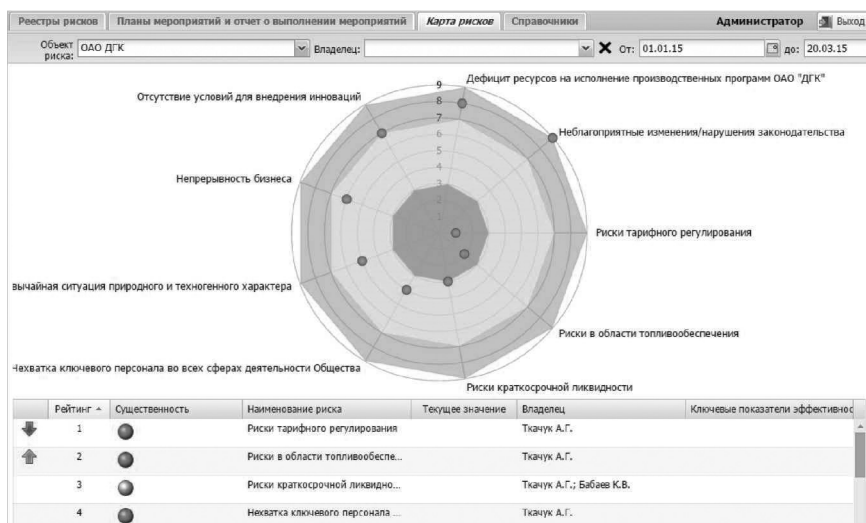 Реестры рисков Планы мероприятий и отчет о выполнении мероприятий Карта рисков Справочники Администратор Выход
Объект риска: ОАО ДГК Владелец: От: 01.01.15 до: 20.03.15
Дефицит ресурсов на исполнение производственных программ ОАО "ДГК"
Отсутствие условий для внедрения инноваций
Неблагоприятные изменения/нарушения законодательства
Непрерывность бизнеса
Риски тарифного регулирования
вычайная ситуация природного и техногенного характера
Риски в области топливообеспечения
Нехватка ключевого персонала во всех сферах деятельности Общества
Риски краткосрочной ликвидности
9
8
7
6
5
4
3
2
1
Рейтинг Существенность Наименование риска Текущее значение Владелец Ключевые показатели эффективнос
1 Риски тарифного регулирования Ткачук А.Г.
2 Риски в области топливообеспе... Ткачук А.Г.
3 Риски краткосрочной ликвидно... Ткачук А.Г.; Бабаев К.В.
4 Нехватка ключевого персонала ... Ткачук А.Г.